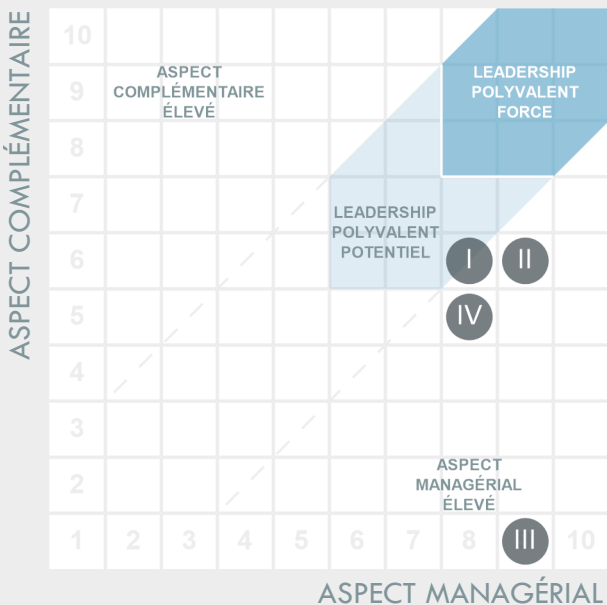 ASPECT COMPLÉMENTAIRE
10
ASPECT
COMPLÉMENTAIRE
ÉLEVÉ
LEADERSHIP
POLYVALENT
FORCE
9
8
7
LEADERSHIP
POLYVALENT
POTENTIEL
6
I
II
5
IV
4
3
2
ASPECT
MANAGÉRIAL
ÉLEVÉ
1 2 3 4 5 6 7 8 III 10
ASPECT MANAGÉRIAL